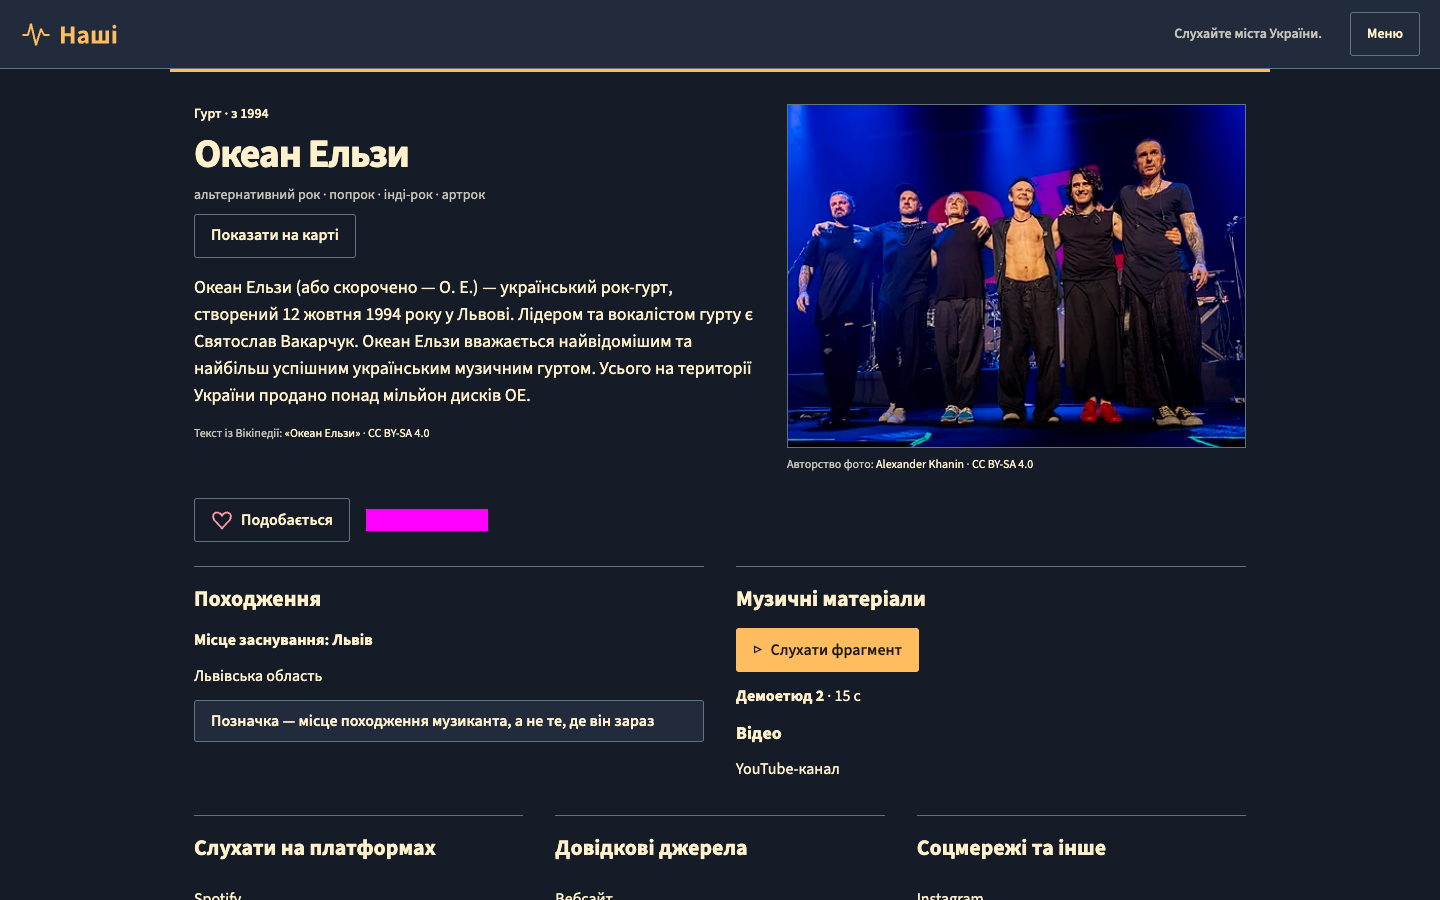 Наші
Слухайте міста України.
Меню
Гурт · з 1994
Океан Ельзи
альтернативний рок · попрок · інді-рок · артрок
Показати на карті
Океан Ельзи (або скорочено — О. Е.) — український рок-гурт,
створений 12 жовтня 1994 року у Львові. Лідером та вокалістом гурту є
Святослав Вакарчук. Океан Ельзи вважається найвідомішим та
найбільш успішним українським музичним гуртом. Усього на території
України продано понад мільйон дисків ОЕ.
Текст із Вікіпедії: «Океан Ельзи» · CC BY-SA 4.0
Авторство фото: Alexander Khanin · CC BY-SA 4.0
Подобається
Походження
Місце заснування: Львів
Львівська область
Позначка — місце походження музиканта, а не те, де він зараз
Музичні матеріали
Слухати фрагмент
Демоетюд 2 · 15 с
Відео
YouTube-канал
Слухати на платформах
Spotify
Довідкові джерела
Вебсайт
Соцмережі та інше
Instagram